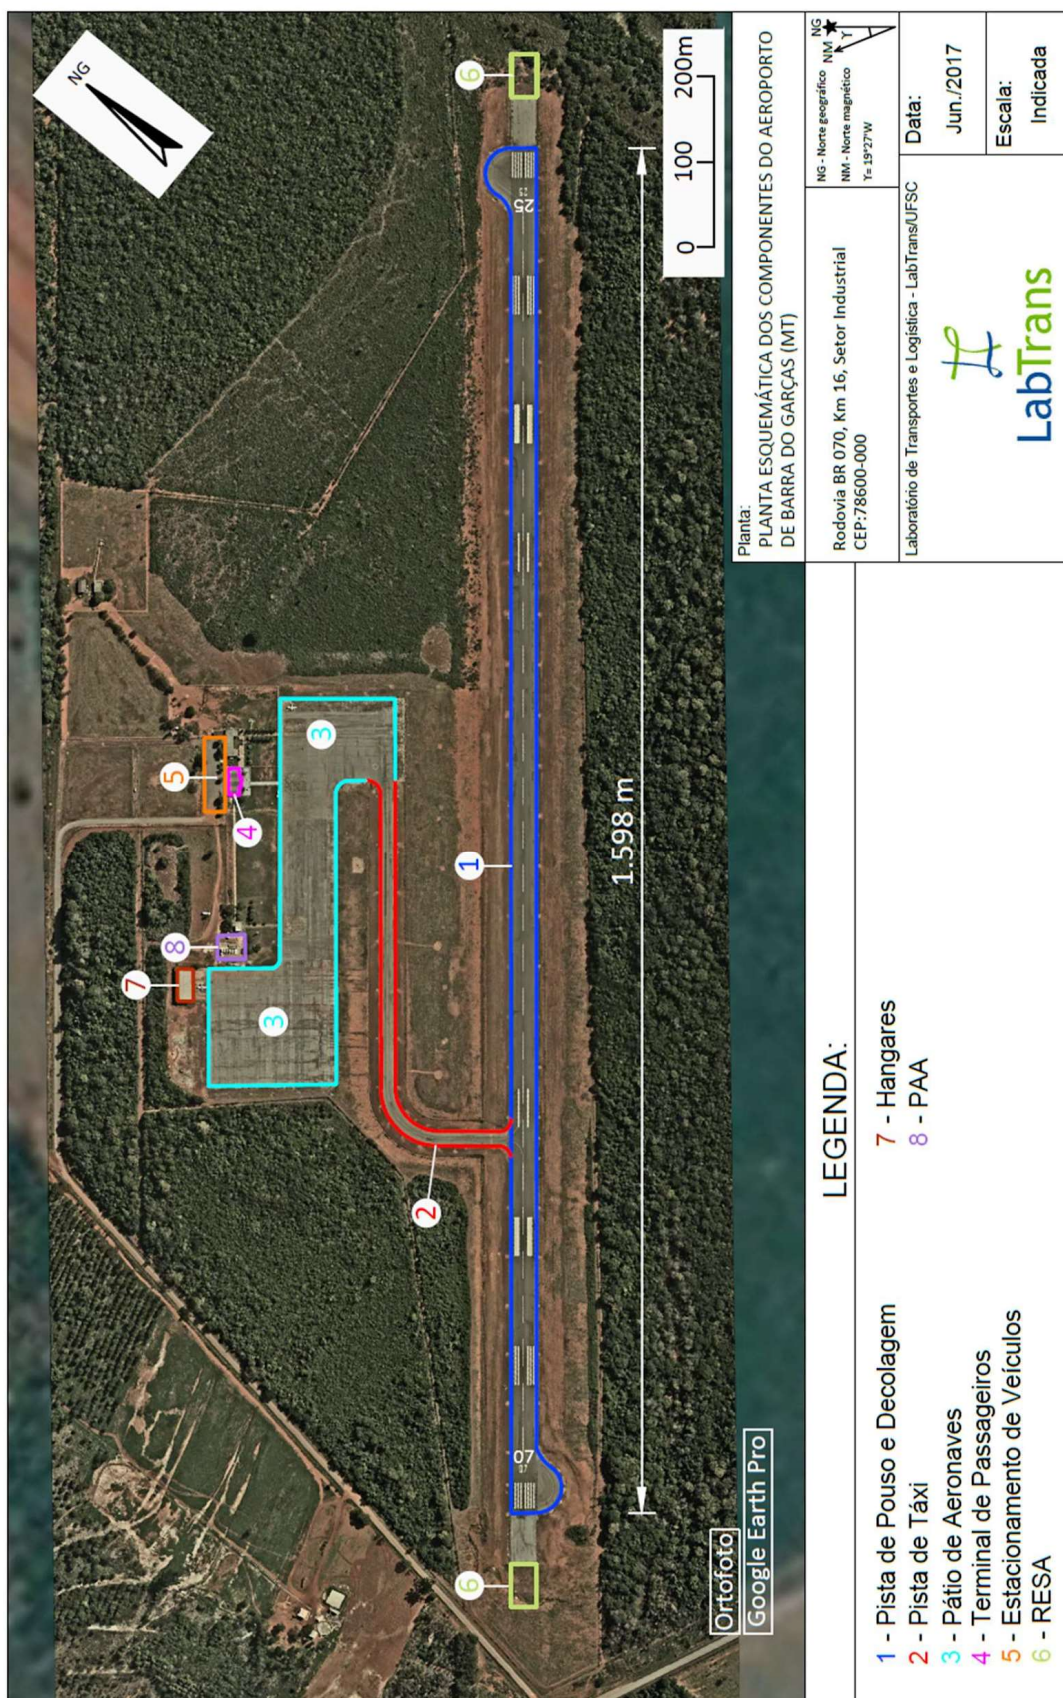 NG
6
25
0 100 200m
5
4
3
8
7
3
1
1.598 m
2
07
6
Ortofoto
Google Earth Pro
Planta:
PLANTA ESQUEMÁTICA DOS COMPONENTES DO AEROPORTO
DE BARRA DO GARÇAS (MT)
Rodovia BR 070, Km 16, Setor Industrial
CEP:78600-000
NG - Norte geográfico
NM - Norte magnético
Υ= 19°27'W
NM
NG
Υ
Laboratório de Transportes e Logística - LabTrans/UFSC
LabTrans
Data:
Jun./2017
Escala:
Indicada
LEGENDA:
1 - Pista de Pouso e Decolagem
2 - Pista de Táxi
3 - Pátio de Aeronaves
4 - Terminal de Passageiros
5 - Estacionamento de Veículos
6 - RESA
7 - Hangares
8 - PAA